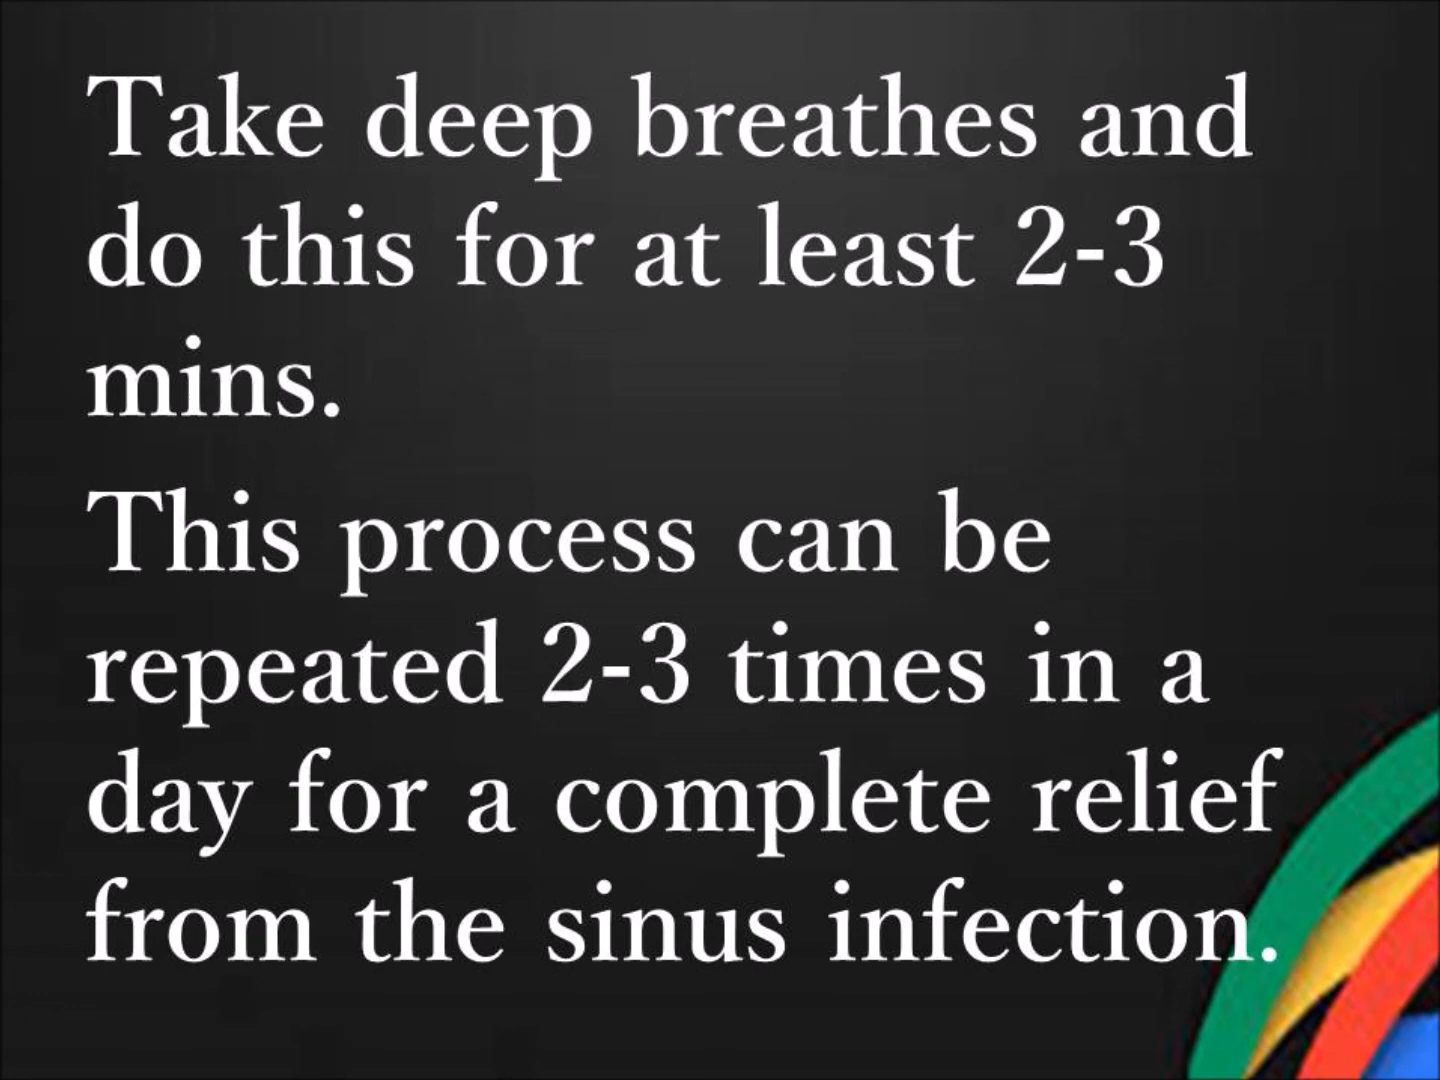 Take deep breathes and
do this for at least 2-3
mins.
This process can be
repeated 2-3 times in a
day for a complete relief
from the sinus infection.